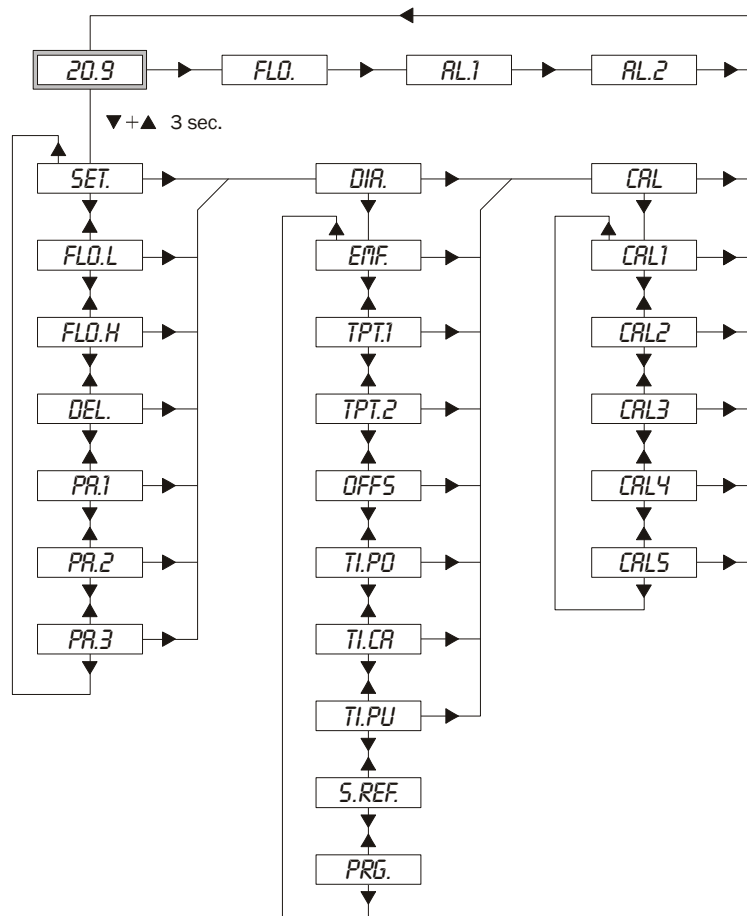 20.9 FLO. AL.1 AL.2
▼+▲ 3 sec.
SET. DIA. CAL
FLO.L EMF. CAL1
FLO.H TPT.1 CAL2
DEL. TPT.2 CAL3
PA.1 OFFS CAL4
PA.2 TI.PO CAL5
PA.3 TI.CA
TI.PU
S.REF.
PRG.